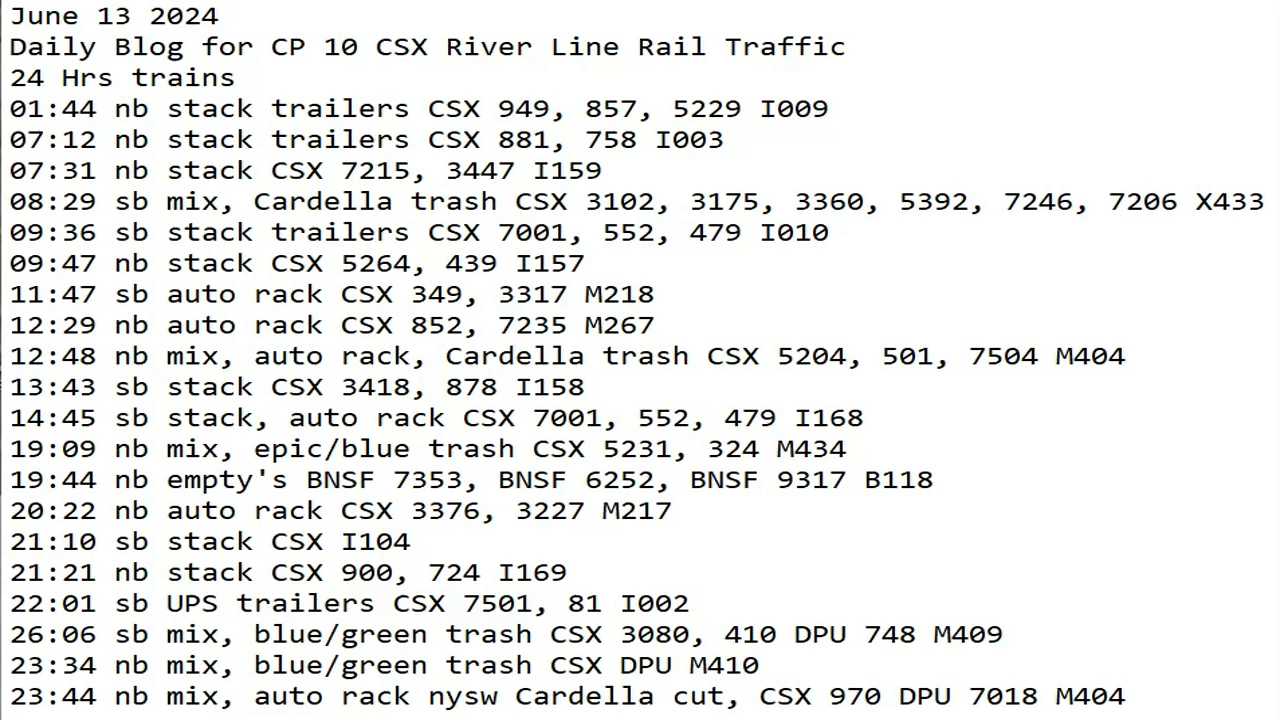 June 13 2024
Daily Blog for CP 10 CSX River Line Rail Traffic
24 Hrs trains
01:44 nb stack trailers CSX 949, 857, 5229 I009
07:12 nb stack trailers CSX 881, 758 I003
07:31 nb stack CSX 7215, 3447 I159
08:29 sb mix, Cardella trash CSX 3102, 3175, 3360, 5392, 7246, 7206 X433
09:36 sb stack trailers CSX 7001, 552, 479 I010
09:47 nb stack CSX 5264, 439 I157
11:47 sb auto rack CSX 349, 3317 M218
12:29 nb auto rack CSX 852, 7235 M267
12:48 nb mix, auto rack, Cardella trash CSX 5204, 501, 7504 M404
13:43 sb stack CSX 3418, 878 I158
14:45 sb stack, auto rack CSX 7001, 552, 479 I168
19:09 nb mix, epic/blue trash CSX 5231, 324 M434
19:44 nb empty's BNSF 7353, BNSF 6252, BNSF 9317 B118
20:22 nb auto rack CSX 3376, 3227 M217
21:10 sb stack CSX I104
21:21 nb stack CSX 900, 724 I169
22:01 sb UPS trailers CSX 7501, 81 I002
26:06 sb mix, blue/green trash CSX 3080, 410 DPU 748 M409
23:34 nb mix, blue/green trash CSX DPU M410
23:44 nb mix, auto rack nysw Cardella cut, CSX 970 DPU 7018 M404